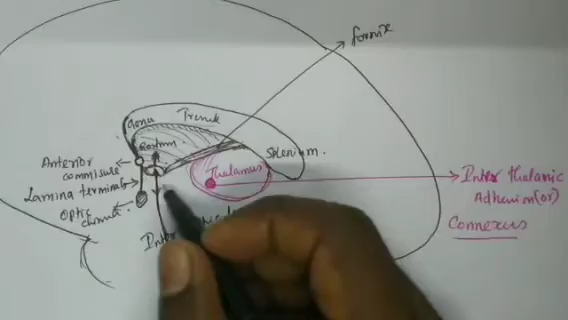 fornix
Genu
Trunk
Rostrum
Splenium.
Anterior
commissure
Thalamus
Lamina terminalis
Optic
chiasma
Inter thalamic
Adhesion (or)
Connexus